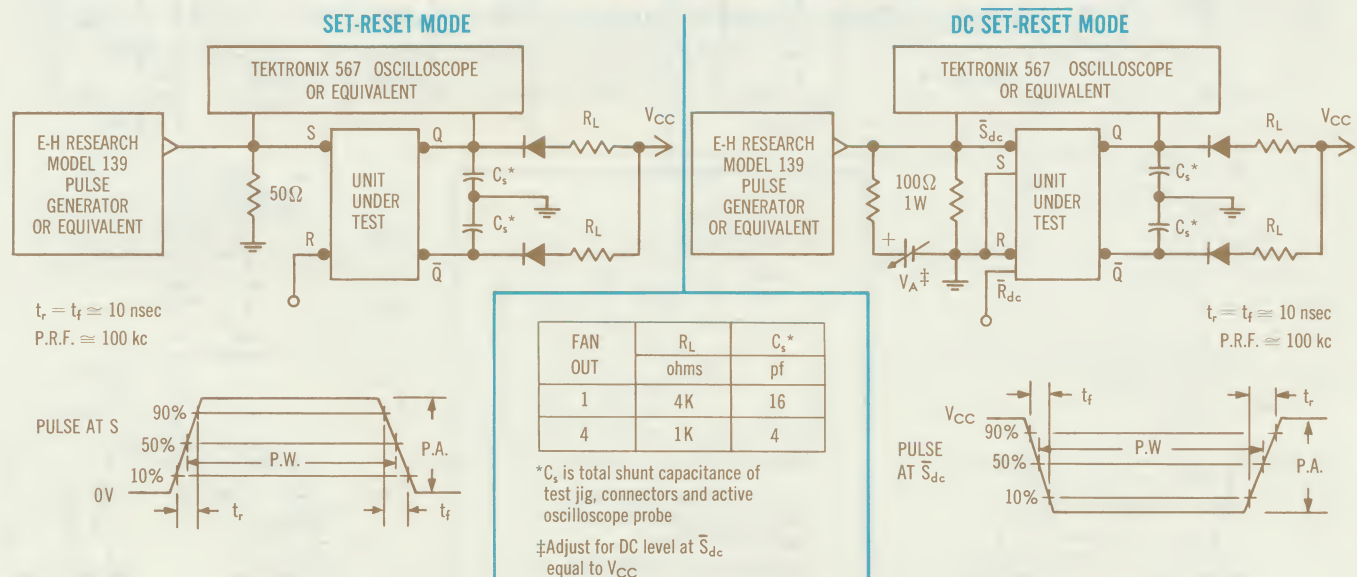 SET-RESET MODE
TEKTRONIX 567 OSCILLOSCOPE
OR EQUIVALENT
E-H RESEARCH
MODEL 139
PULSE
GENERATOR
OR EQUIVALENT
S
50Ω
R
UNIT
UNDER
TEST
Q
Q̅
C_s*
C_s*
R_L
R_L
V_CC
t_r = t_f ≅ 10 nsec
P.R.F. ≅ 100 kc
PULSE AT S
90%
50%
10%
0V
P.W.
P.A.
t_r
t_f
DC S̅E̅T̅-R̅E̅S̅E̅T̅ MODE
TEKTRONIX 567 OSCILLOSCOPE
OR EQUIVALENT
E-H RESEARCH
MODEL 139
PULSE
GENERATOR
OR EQUIVALENT
100Ω
1W
+
V_A‡
S̅_dc
S
R
R̅_dc
UNIT
UNDER
TEST
Q
Q̅
C_s*
C_s*
R_L
R_L
V_CC
t_r = t_f ≅ 10 nsec
P.R.F. ≅ 100 kc
PULSE
AT S̅_dc
V_CC
90%
50%
10%
P.W
P.A.
t_f
t_r
FAN OUT R_L ohms C_s* pf
1 4K 16
4 1K 4
*C_s is total shunt capacitance of
test jig, connectors and active
oscilloscope probe
‡Adjust for DC level at S̅_dc
equal to V_CC